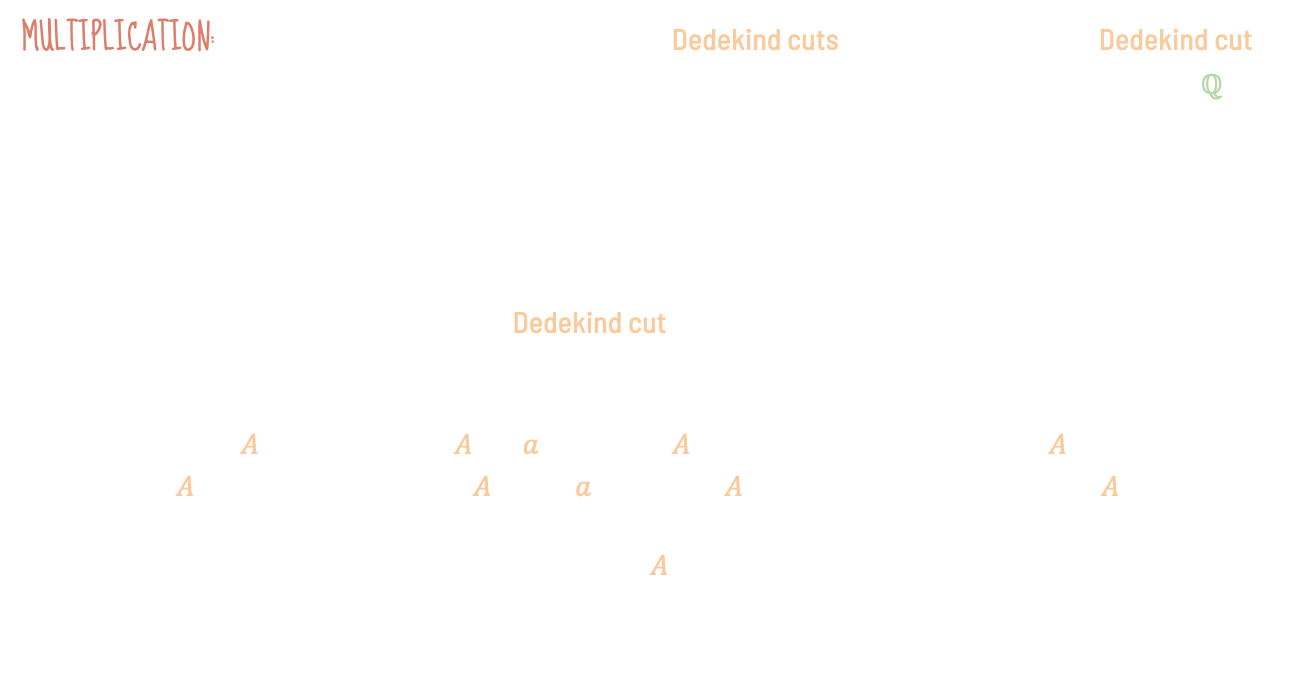 MULTIPLICATION: Dedekind cuts Dedekind cut
ℚ
Dedekind cut
A A a A A
A A a A A
A